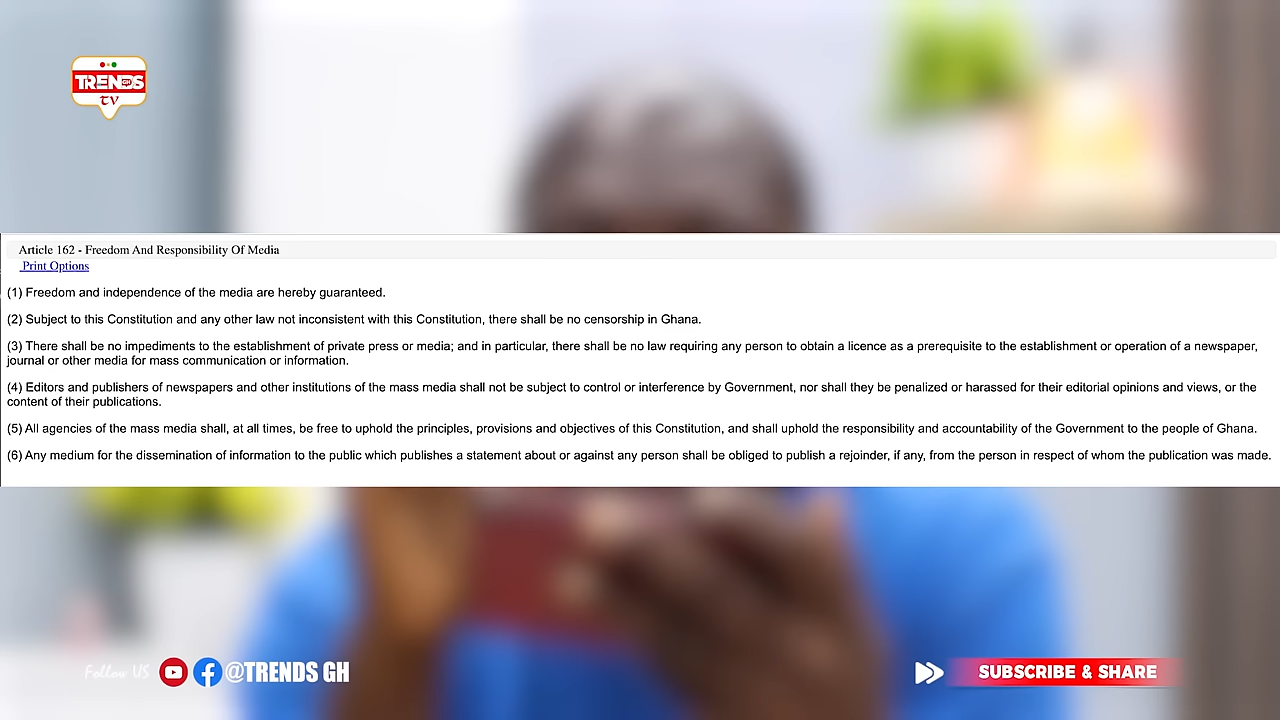 TRENDS
TV
Article 162 - Freedom And Responsibility Of Media
Print Options
(1) Freedom and independence of the media are hereby guaranteed.
(2) Subject to this Constitution and any other law not inconsistent with this Constitution, there shall be no censorship in Ghana.
(3) There shall be no impediments to the establishment of private press or media; and in particular, there shall be no law requiring any person to obtain a licence as a prerequisite to the establishment or operation of a newspaper,
journal or other media for mass communication or information.
(4) Editors and publishers of newspapers and other institutions of the mass media shall not be subject to control or interference by Government, nor shall they be penalized or harassed for their editorial opinions and views, or the
content of their publications.
(5) All agencies of the mass media shall, at all times, be free to uphold the principles, provisions and objectives of this Constitution, and shall uphold the responsibility and accountability of the Government to the people of Ghana.
(6) Any medium for the dissemination of information to the public which publishes a statement about or against any person shall be obliged to publish a rejoinder, if any, from the person in respect of whom the publication was made.
Follow US @TRENDS GH
SUBSCRIBE & SHARE